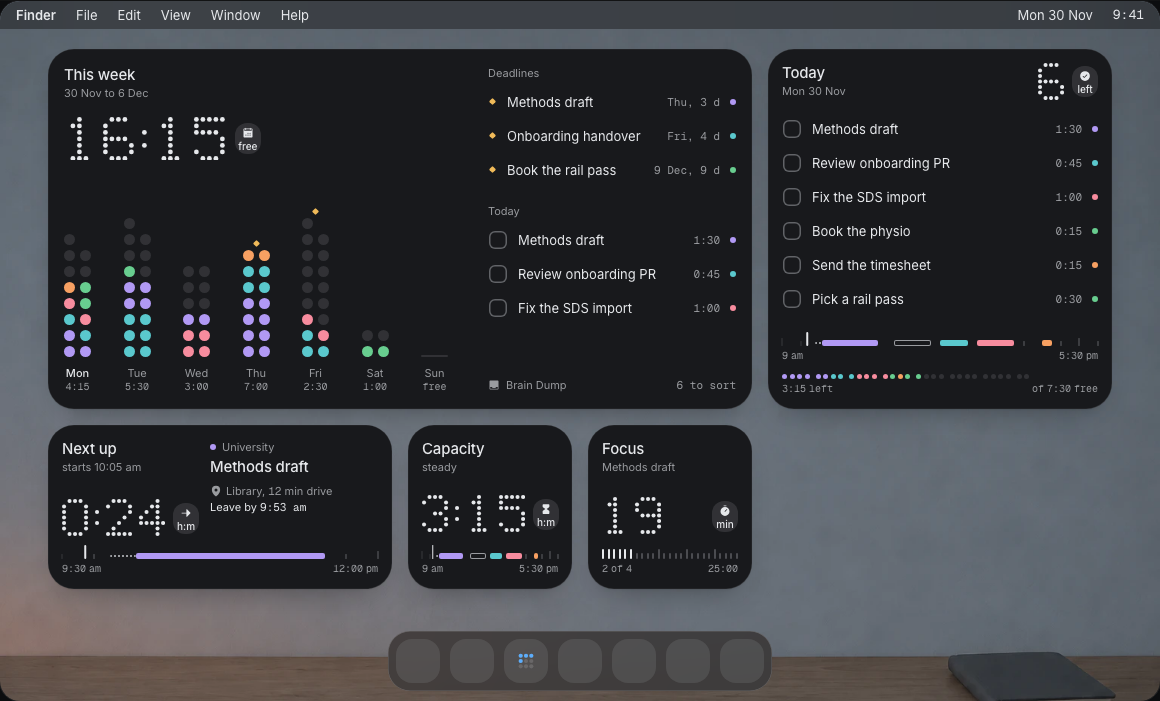 Finder File Edit View Window Help Mon 30 Nov 9:41
This week
30 Nov to 6 Dec
16:15 free
Mon Tue Wed Thu Fri Sat Sun
4:15 5:30 3:00 7:00 2:30 1:00 free
Deadlines
Methods draft Thu, 3 d
Onboarding handover Fri, 4 d
Book the rail pass 9 Dec, 9 d
Today
Methods draft 1:30
Review onboarding PR 0:45
Fix the SDS import 1:00
Brain Dump 6 to sort
Today
Mon 30 Nov
6 left
Methods draft 1:30
Review onboarding PR 0:45
Fix the SDS import 1:00
Book the physio 0:15
Send the timesheet 0:15
Pick a rail pass 0:30
9 am 5:30 pm
3:15 left of 7:30 free
Next up
starts 10:05 am
0:24 h:m
University
Methods draft
Library, 12 min drive
Leave by 9:53 am
9:30 am 12:00 pm
Capacity
steady
3:15 h:m
9 am 5:30 pm
Focus
Methods draft
19 min
2 of 4 25:00